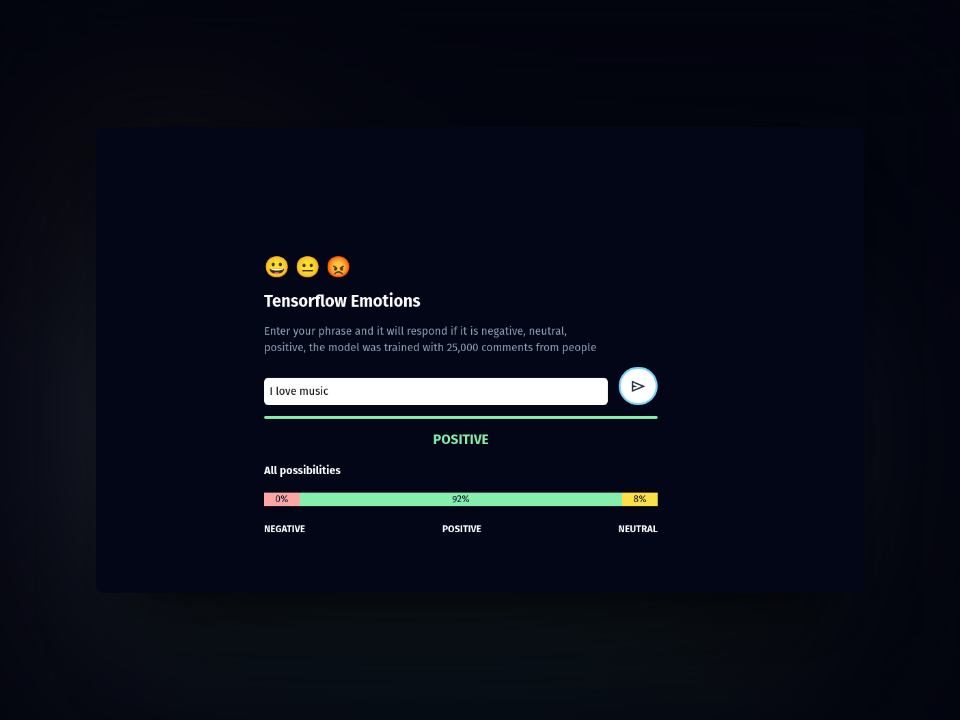 Tensorflow Emotions
Enter your phrase and it will respond if it is negative, neutral,
positive, the model was trained with 25,000 comments from people
I love music
POSITIVE
All possibilities
0% 92% 8%
NEGATIVE POSITIVE NEUTRAL